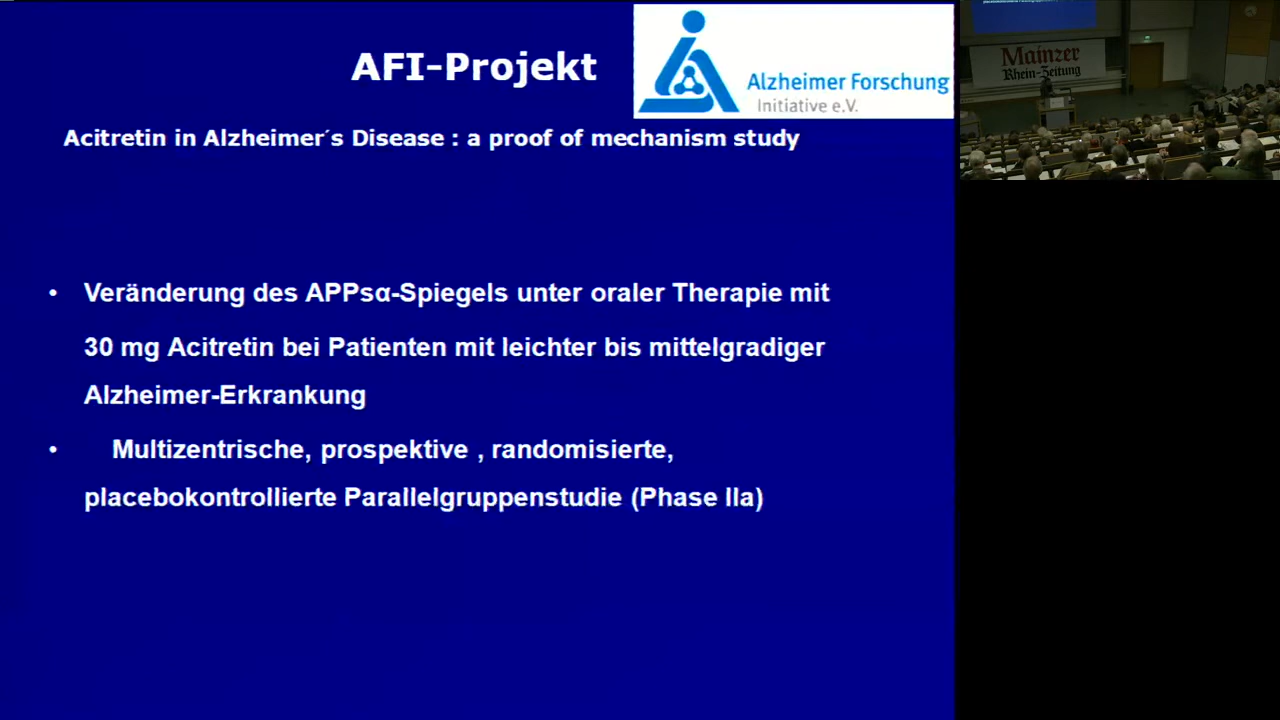 AFI-Projekt
Alzheimer Forschung
Initiative e.V.
Acitretin in Alzheimer´s Disease : a proof of mechanism study
• Veränderung des APPsα-Spiegels unter oraler Therapie mit
30 mg Acitretin bei Patienten mit leichter bis mittelgradiger
Alzheimer-Erkrankung
• Multizentrische, prospektive , randomisierte,
placebokontrollierte Parallelgruppenstudie (Phase IIa)
Mainzer
Rhein-Zeitung